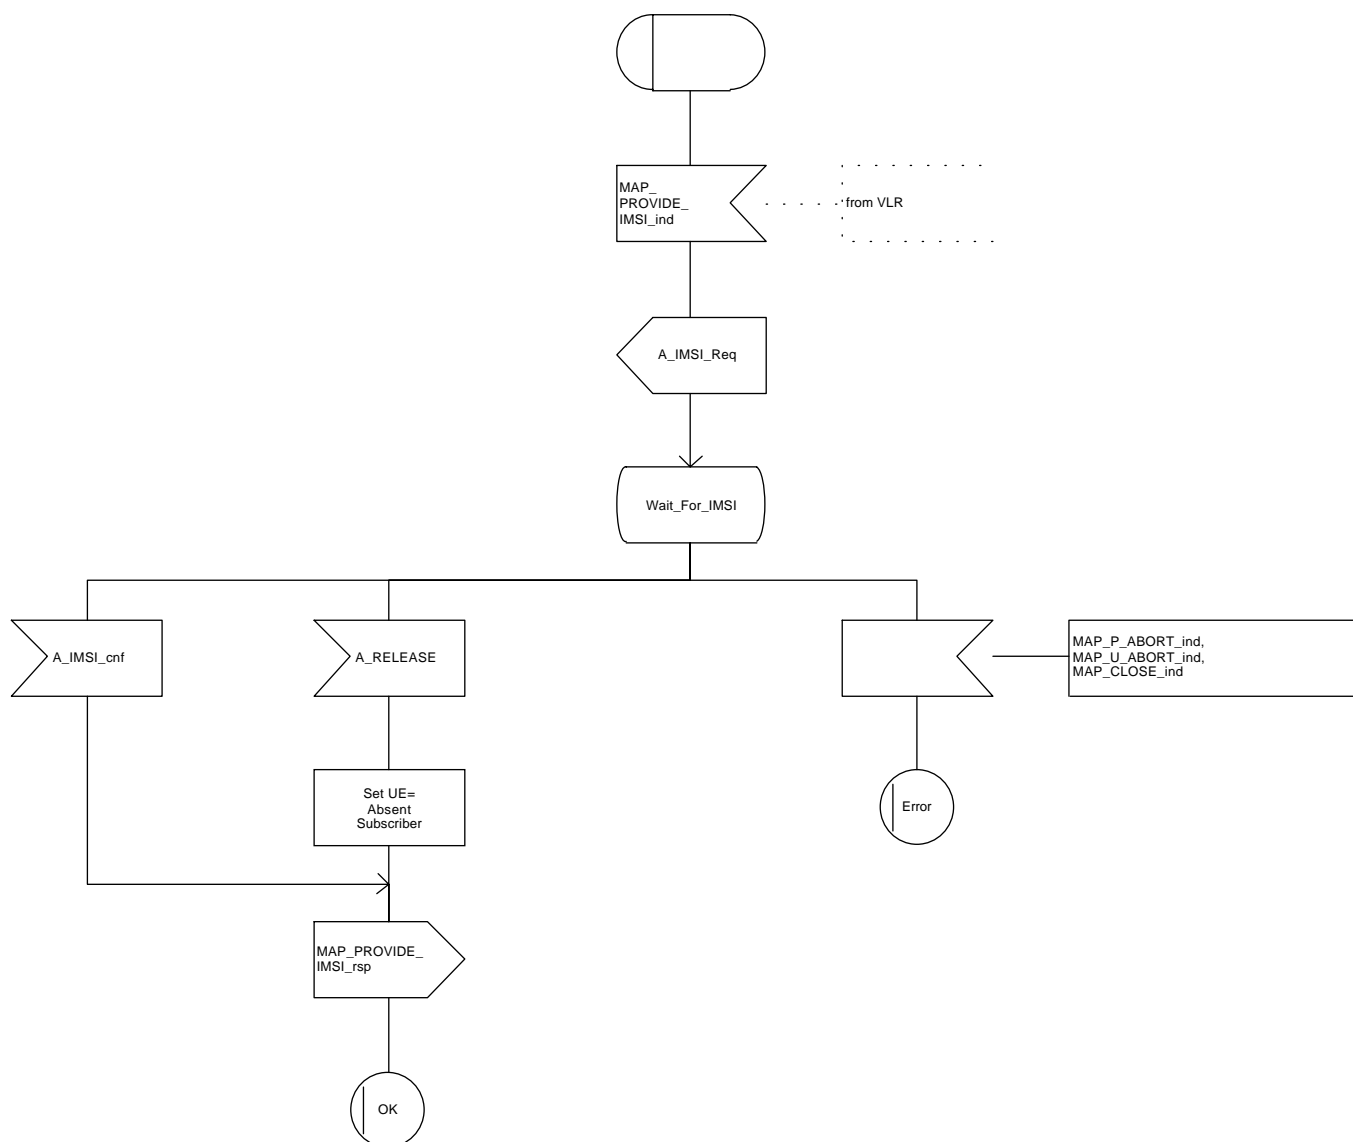 MAP_
PROVIDE_
IMSI_ind
from VLR
A_IMSI_Req
Wait_For_IMSI
A_IMSI_cnf
A_RELEASE
MAP_P_ABORT_ind,
MAP_U_ABORT_ind,
MAP_CLOSE_ind
Set UE=
Absent
Subscriber
Error
MAP_PROVIDE_
IMSI_rsp
OK